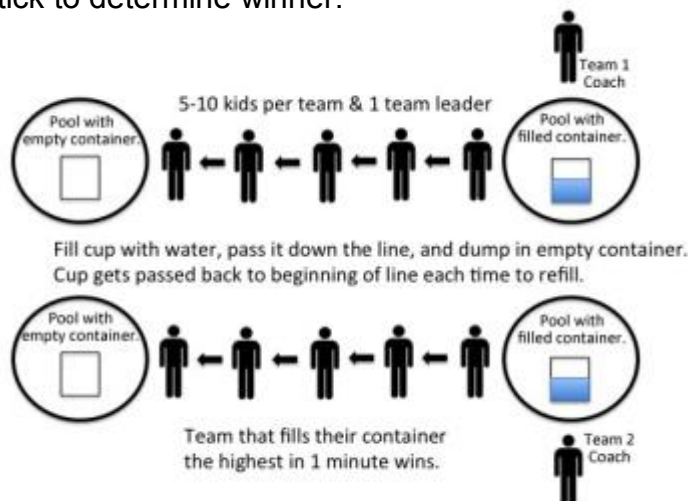 to determine winner.
Team 1
Coach
5-10 kids per team & 1 team leader
Pool with
empty container.
Pool with
filled container.
Fill cup with water, pass it down the line, and dump in empty container.
Cup gets passed back to beginning of line each time to refill.
Pool with
empty container.
Pool with
filled container.
Team that fills their container
the highest in 1 minute wins.
Team 2
Coach